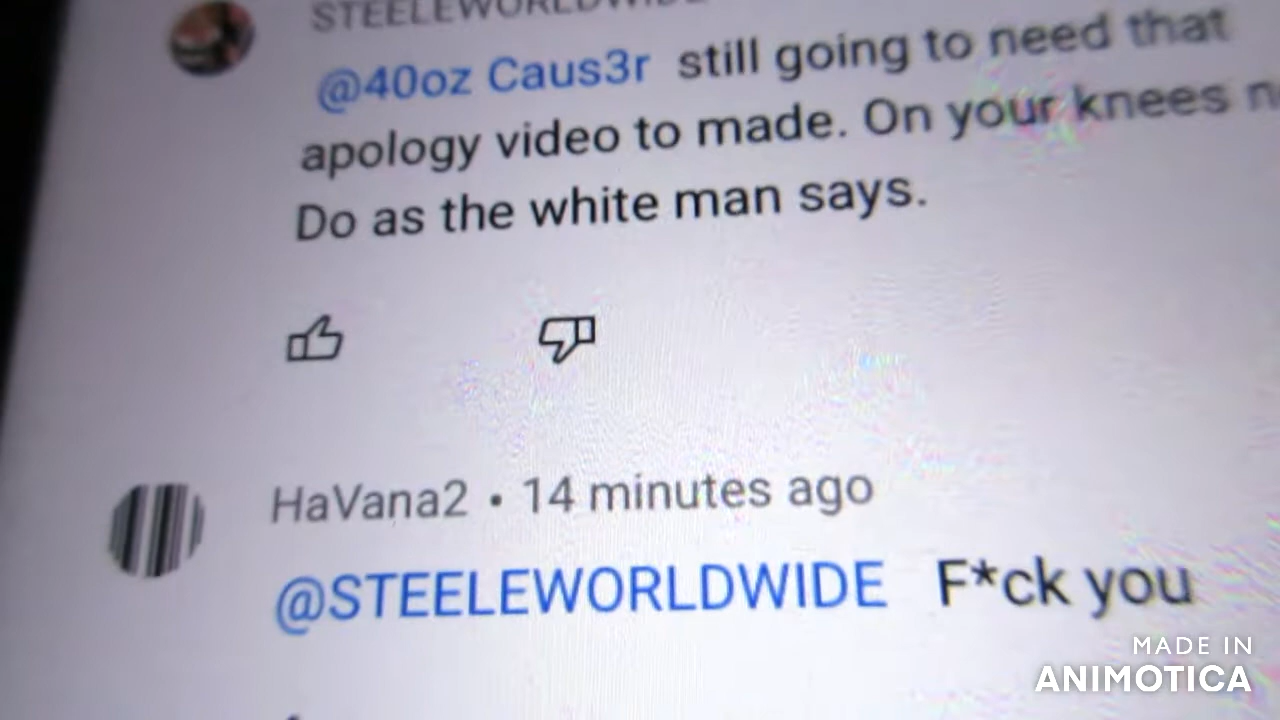 STEELEWORLDWIDE
@40oz Caus3r still going to need that
apology video to made. On your knees
Do as the white man says.
HaVana2 • 14 minutes ago
@STEELEWORLDWIDE F*ck you
MADE IN
ANIMOTICA